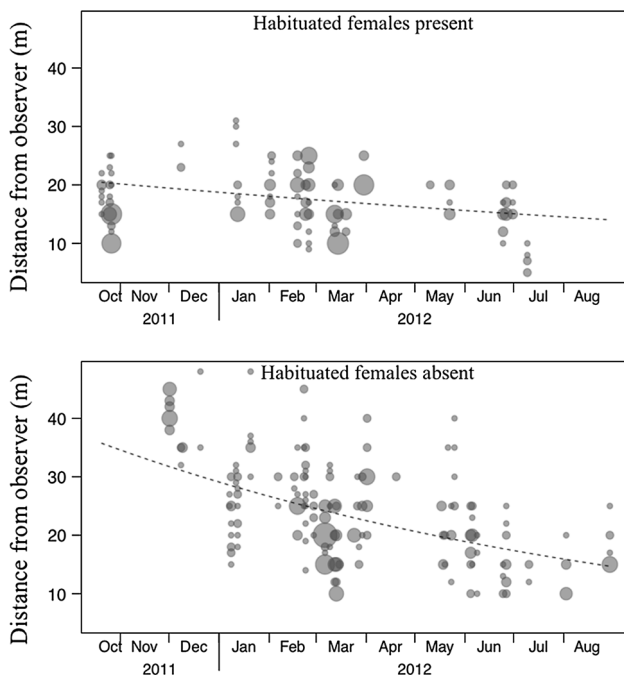 Habituated females present
Distance from observer (m)
40
30
20
10
Oct Nov Dec Jan Feb Mar Apr May Jun Jul Aug
2011 2012
Habituated females absent
Distance from observer (m)
40
30
20
10
Oct Nov Dec Jan Feb Mar Apr May Jun Jul Aug
2011 2012